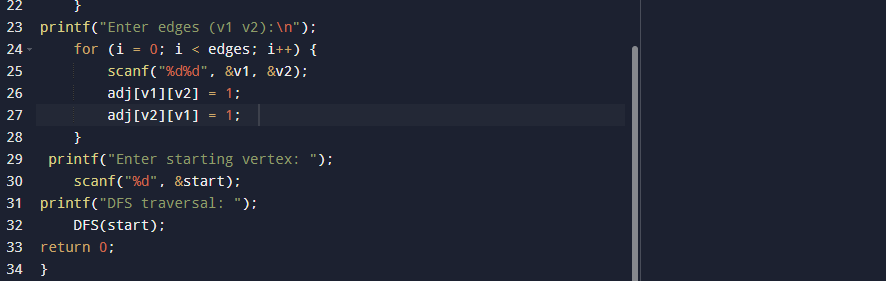 22 }
23 printf("Enter edges (v1 v2):\n");
24 for (i = 0; i < edges; i++) {
25 scanf("%d%d", &v1, &v2);
26 adj[v1][v2] = 1;
27 adj[v2][v1] = 1;
28 }
29 printf("Enter starting vertex: ");
30 scanf("%d", &start);
31 printf("DFS traversal: ");
32 DFS(start);
33 return 0;
34 }